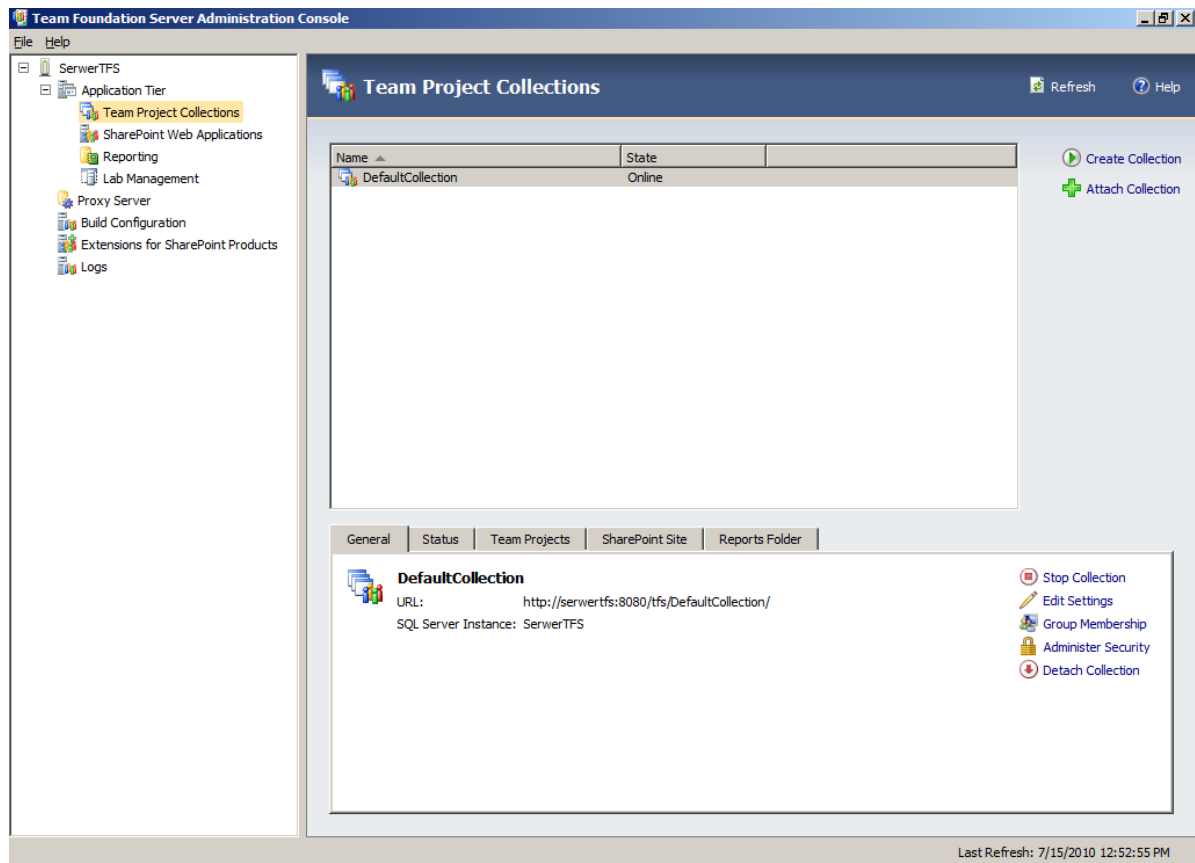 Team Foundation Server Administration Console
File Help
SerwerTFS
Application Tier
Team Project Collections
SharePoint Web Applications
Reporting
Lab Management
Proxy Server
Build Configuration
Extensions for SharePoint Products
Logs
Team Project Collections
Refresh Help
Name State
DefaultCollection Online
Create Collection
Attach Collection
General Status Team Projects SharePoint Site Reports Folder
DefaultCollection
URL: http://serwertfs:8080/tfs/DefaultCollection/
SQL Server Instance: SerwerTFS
Stop Collection
Edit Settings
Group Membership
Administer Security
Detach Collection
Last Refresh: 7/15/2010 12:52:55 PM